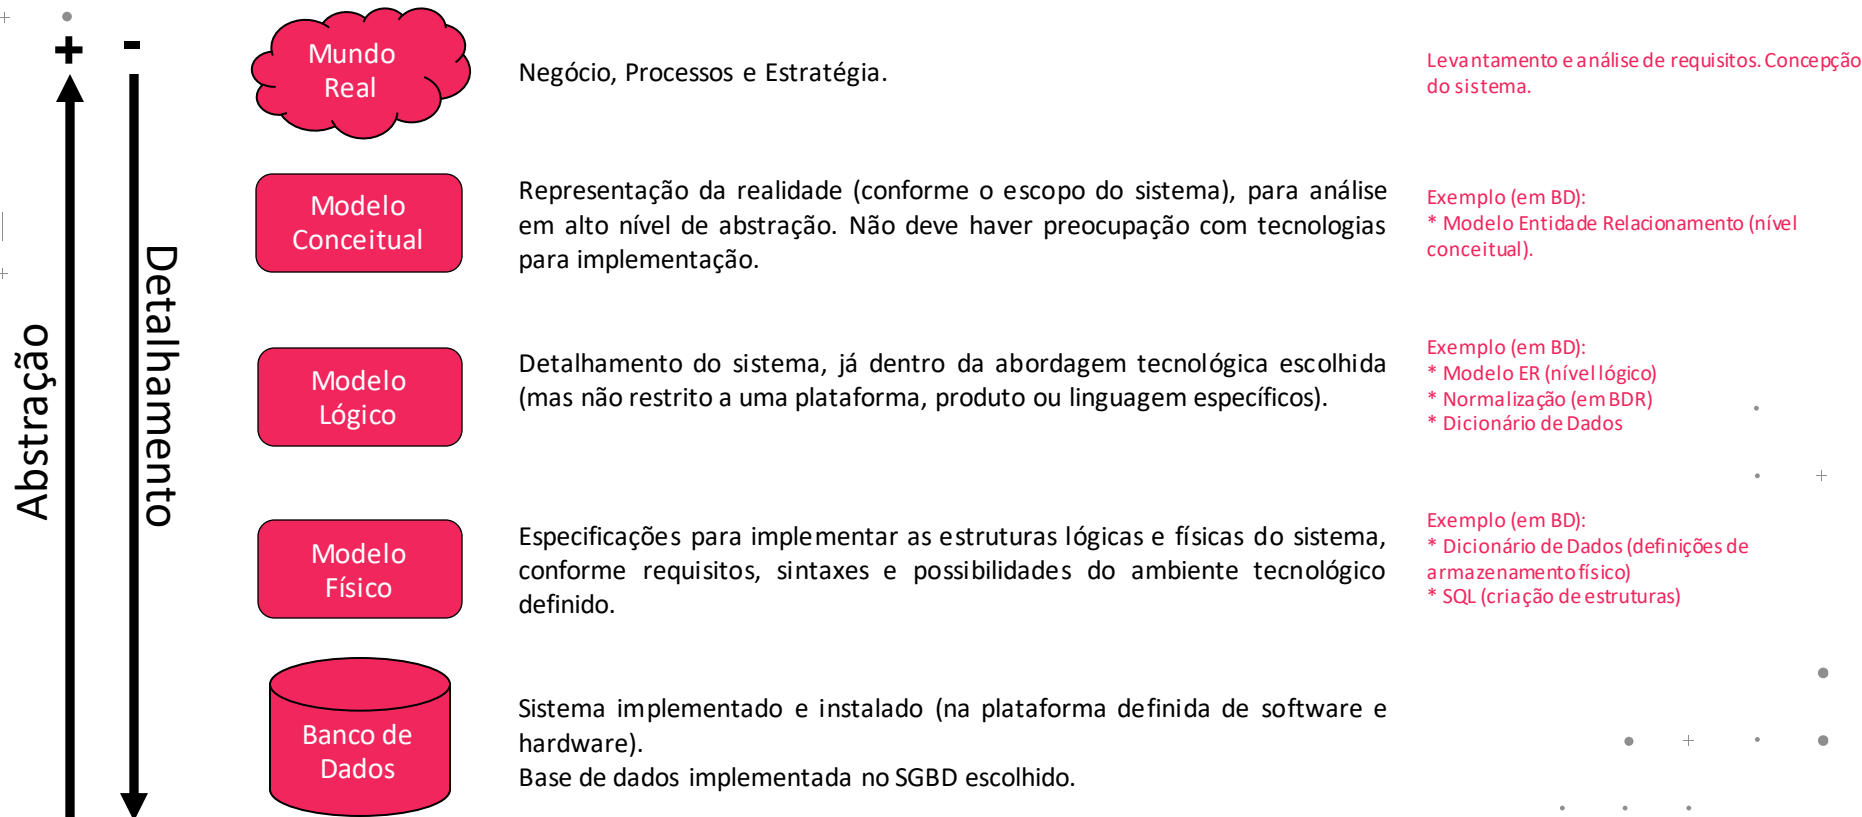 + -
Abstração
Detalhamento
Mundo
Real
Negócio, Processos e Estratégia.
Levantamento e análise de requisitos. Concepção
do sistema.
Modelo
Conceitual
Representação da realidade (conforme o escopo do sistema), para análise
em alto nível de abstração. Não deve haver preocupação com tecnologias
para implementação.
Exemplo (em BD):
* Modelo Entidade Relacionamento (nível
conceitual).
Modelo
Lógico
Detalhamento do sistema, já dentro da abordagem tecnológica escolhida
(mas não restrito a uma plataforma, produto ou linguagem específicos).
Exemplo (em BD):
* Modelo ER (nível lógico)
* Normalização (em BDR)
* Dicionário de Dados
Modelo
Físico
Especificações para implementar as estruturas lógicas e físicas do sistema,
conforme requisitos, sintaxes e possibilidades do ambiente tecnológico
definido.
Exemplo (em BD):
* Dicionário de Dados (definições de
armazenamento físico)
* SQL (criação de estruturas)
Banco de
Dados
Sistema implementado e instalado (na plataforma definida de software e
hardware).
Base de dados implementada no SGBD escolhido.